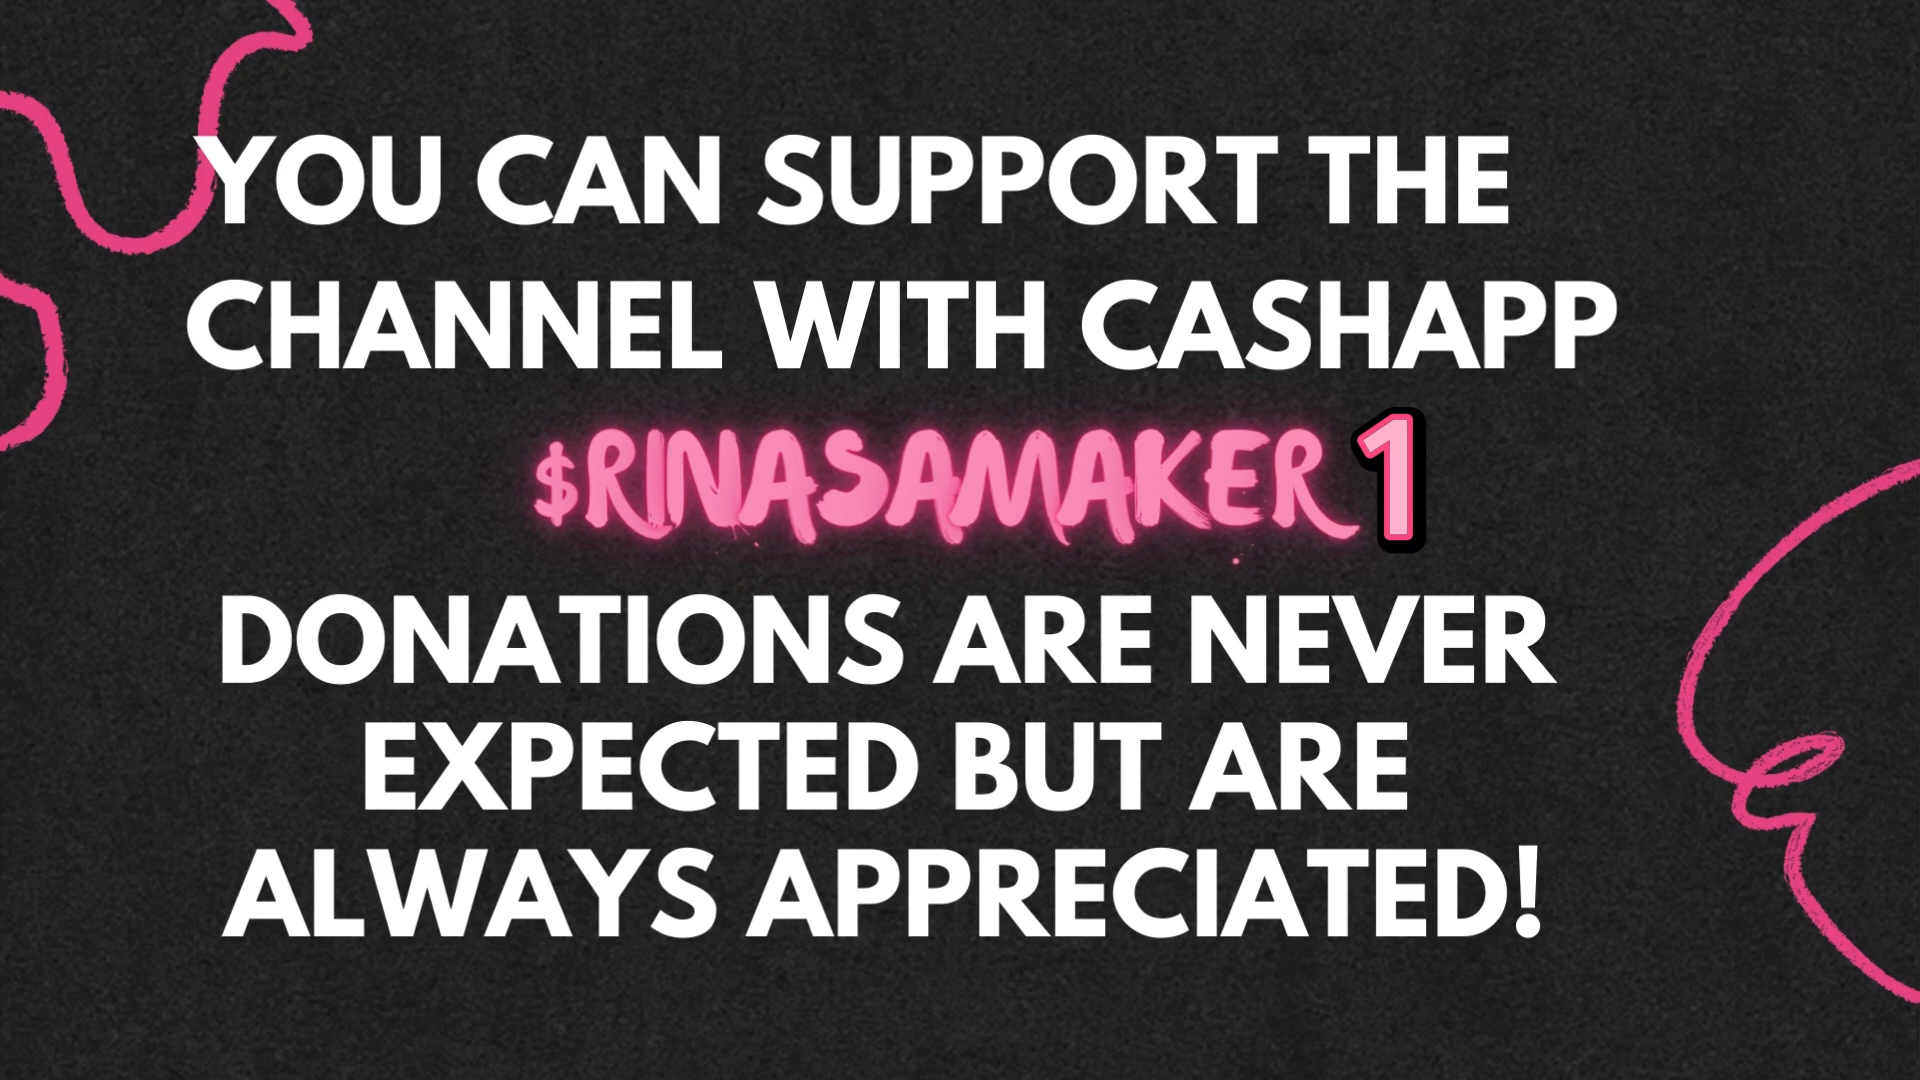 YOU CAN SUPPORT THE
CHANNEL WITH CASHAPP
$RINASAMAKER1
DONATIONS ARE NEVER
EXPECTED BUT ARE
ALWAYS APPRECIATED!